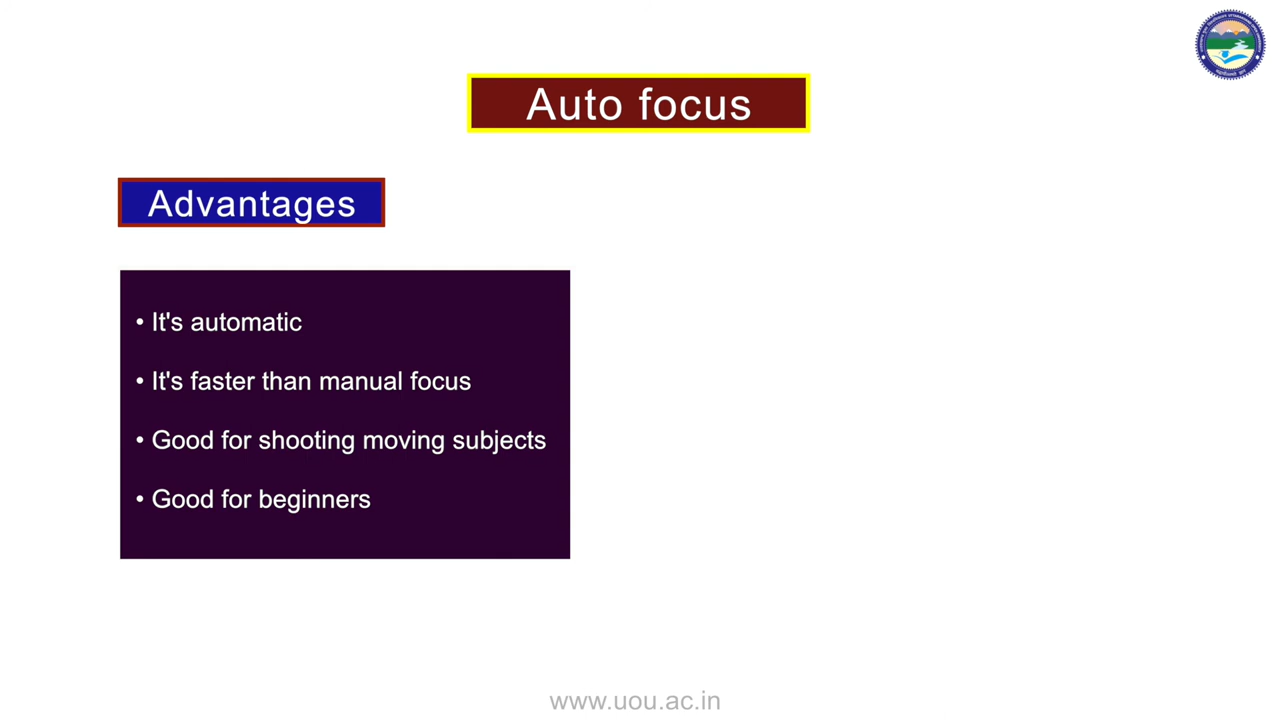 Auto focus
Advantages
• It's automatic
• It's faster than manual focus
• Good for shooting moving subjects
• Good for beginners
www.uou.ac.in